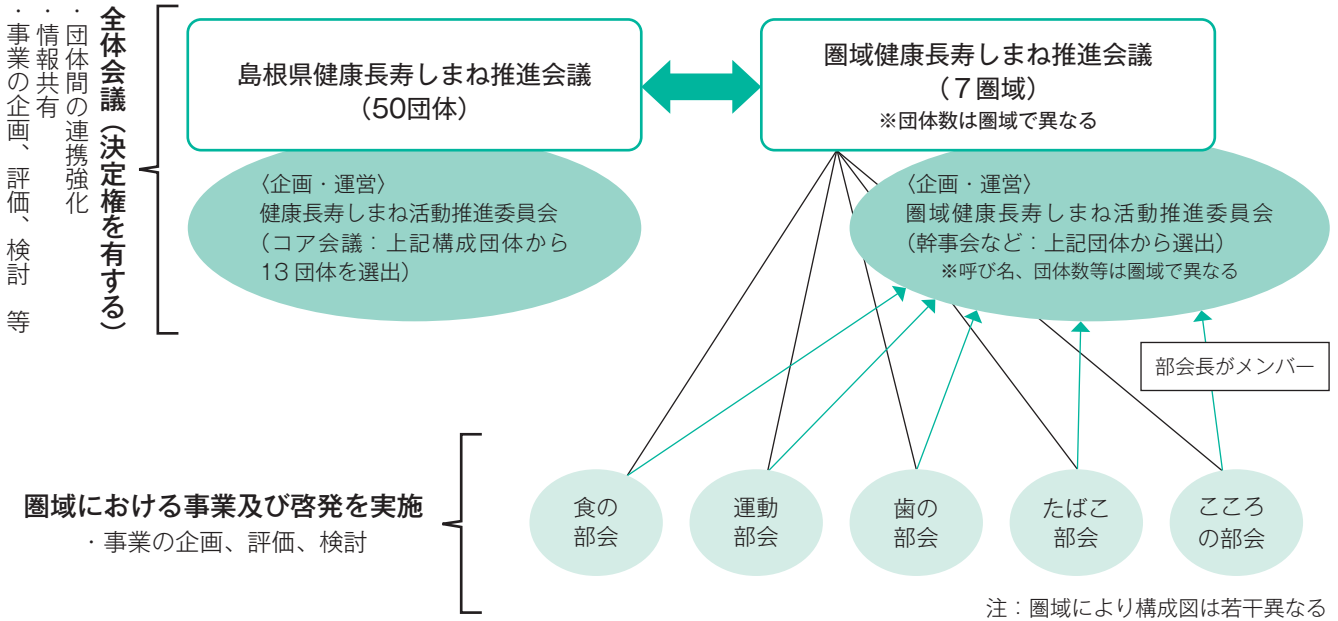 全体会議（決定権を有する）
・団体間の連携強化
・情報共有
・事業の企画、評価、検討　等
島根県健康長寿しまね推進会議
（50団体）
圏域健康長寿しまね推進会議
（７圏域）
※団体数は圏域で異なる
〈企画・運営〉
健康長寿しまね活動推進委員会
（コア会議：上記構成団体から
13 団体を選出）
〈企画・運営〉
圏域健康長寿しまね活動推進委員会
（幹事会など：上記団体から選出）
※呼び名、団体数等は圏域で異なる
部会長がメンバー
圏域における事業及び啓発を実施
・事業の企画、評価、検討
食の
部会
運動
部会
歯の
部会
たばこ
部会
こころ
の部会
注：圏域により構成図は若干異なる